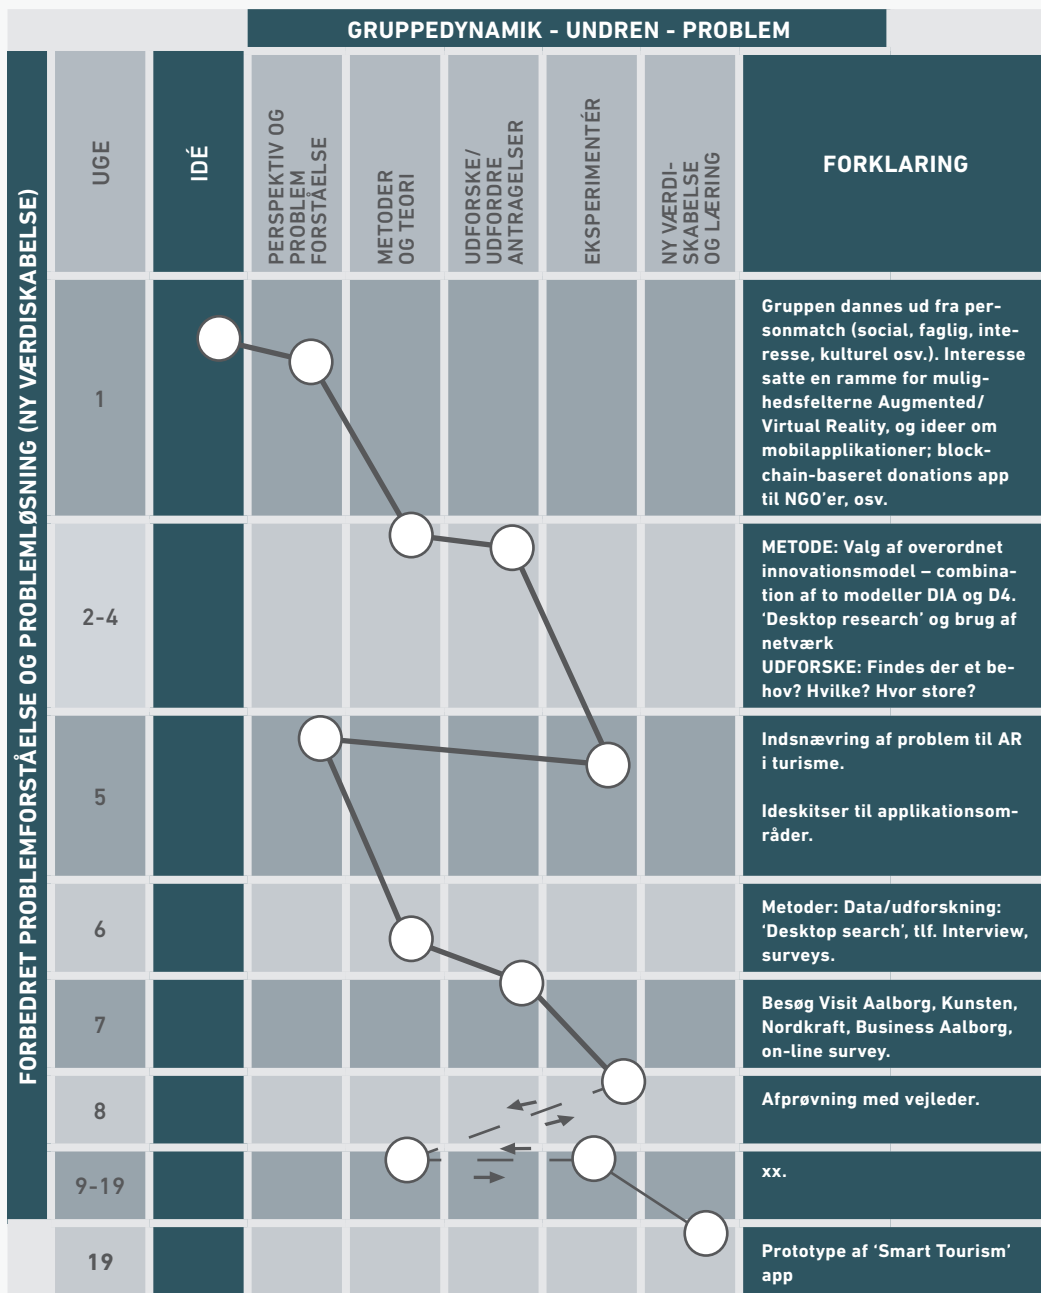 GRUPPEDYNAMIK - UNDREN - PROBLEM
FORBEDRET PROBLEMFORSTÅELSE OG PROBLEMLØSNING (NY VÆRDISKABELSE)
UGE
IDÉ
PERSPEKTIV OG
PROBLEM
FORSTÅELSE
METODER
OG TEORI
UDFORSKE/
UDFORDRE
ANTRAGELSER
EKSPERIMENTÉR
NY VÆRDI-
SKABELSE
OG LÆRING
FORKLARING
1
Gruppen dannes ud fra per-
sonmatch (social, faglig, inte-
resse, kulturel osv.). Interesse
satte en ramme for mulig-
hedsfelterne Augmented/
Virtual Reality, og ideer om
mobilapplikationer; block-
chain-baseret donations app
til NGO’er, osv.
2-4
METODE: Valg af overordnet
innovationsmodel – combina-
tion af to modeller DIA og D4.
‘Desktop research’ og brug af
netværk
UDFORSKE: Findes der et be-
hov? Hvilke? Hvor store?
5
Indsnævring af problem til AR
i turisme.
Ideskitser til applikationsom-
råder.
6
Metoder: Data/udforskning:
‘Desktop search’, tlf. Interview,
surveys.
7
Besøg Visit Aalborg, Kunsten,
Nordkraft, Business Aalborg,
on-line survey.
8
Afprøvning med vejleder.
9-19
xx.
19
Prototype af ‘Smart Tourism’
app